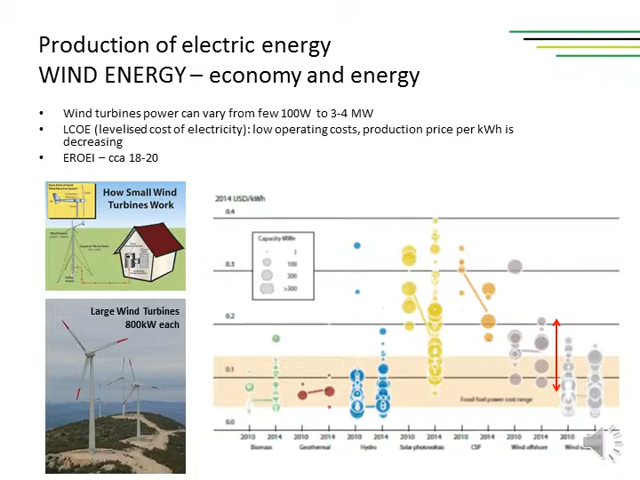 Production of electric energy
WIND ENERGY – economy and energy
• Wind turbines power can vary from few 100W to 3-4 MW
• LCOE (levelised cost of electricity): low operating costs, production price per kWh is
decreasing
• EROEI – cca 18-20
How Small Wind
Turbines Work
Large Wind Turbines
800kW each
2014 USD/kWh
0.4
Capacity MWs
1
100
200
>300
0.3
0.2
0.1
Fossil fuel power cost range
0.0
2010 2014 2010 2014 2010 2014 2010 2014 2010 2014 2010 2014 2010
Biomass Geothermal Hydro Solar photovoltaic CSP Wind offshore Wind